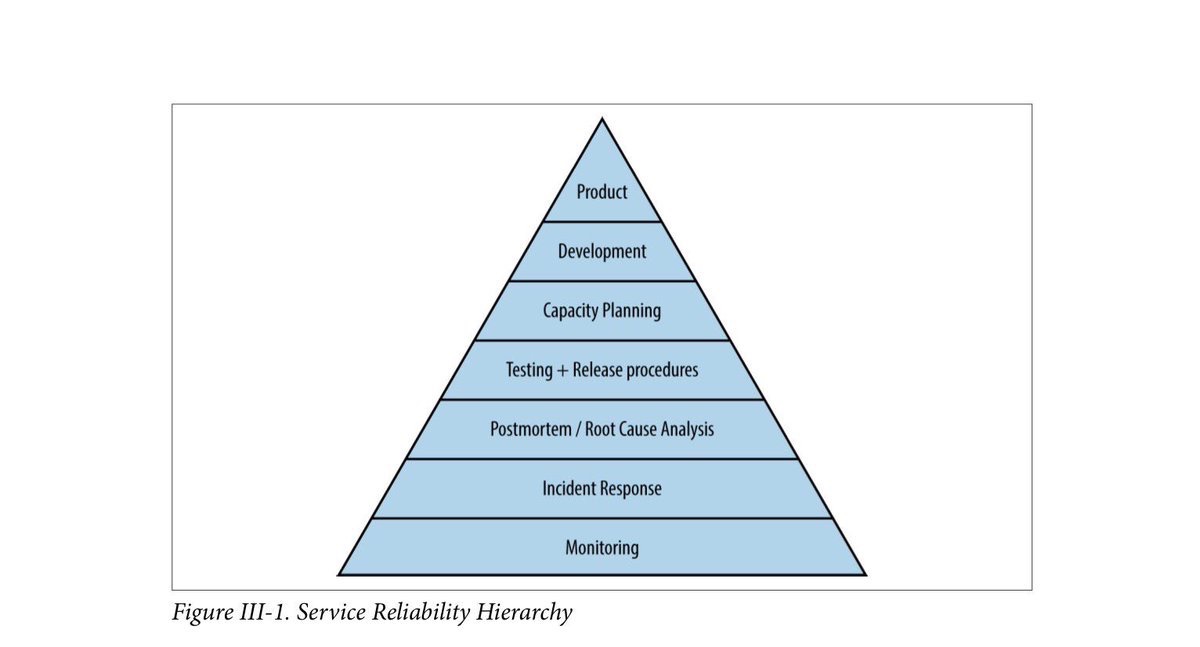 Product
Development
Capacity Planning
Testing + Release procedures
Postmortem / Root Cause Analysis
Incident Response
Monitoring
Figure III-1. Service Reliability Hierarchy